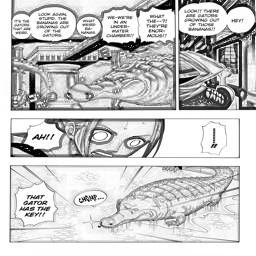 HEY!
LOOK!! THERE
ARE GATORS
GROWING OUT
OF THOSE
BANANAS!!
WHAT
THE--?!
THEY'RE
ENOR-
MOUS!!
WE-WE'RE
IN AN
UNDER-
WATER
CHAMBER!!
WHAT
WEIRD
BA-
NANAS.
LOOK AGAIN,
STUPID. THE
BANANAS ARE
GROWING OUT
OF THE
GATORS.
IT'S THE
GATORS
THAT ARE
WEIRD.
!!
AH!!
CHOMP...
THAT
GATOR
HAS THE
KEY!!